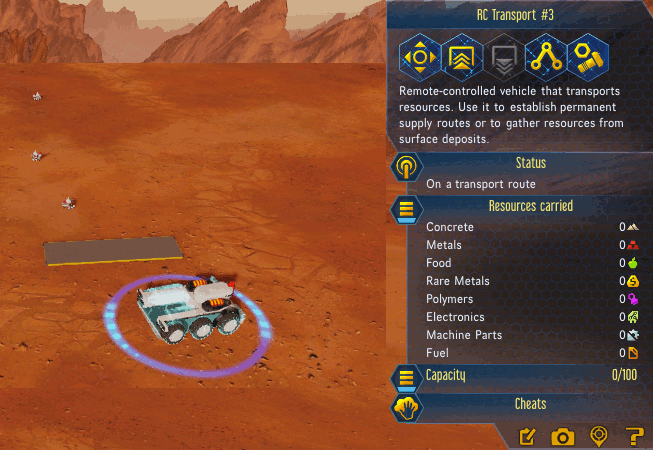 RC Transport #3
Remote-controlled vehicle that transports
resources. Use it to establish permanent
supply routes or to gather resources from
surface deposits.
Status
On a transport route
Resources carried
Concrete 0
Metals 0
Food 0
Rare Metals 0
Polymers 0
Electronics 0
Machine Parts 0
Fuel 0
Capacity 0/100
Cheats